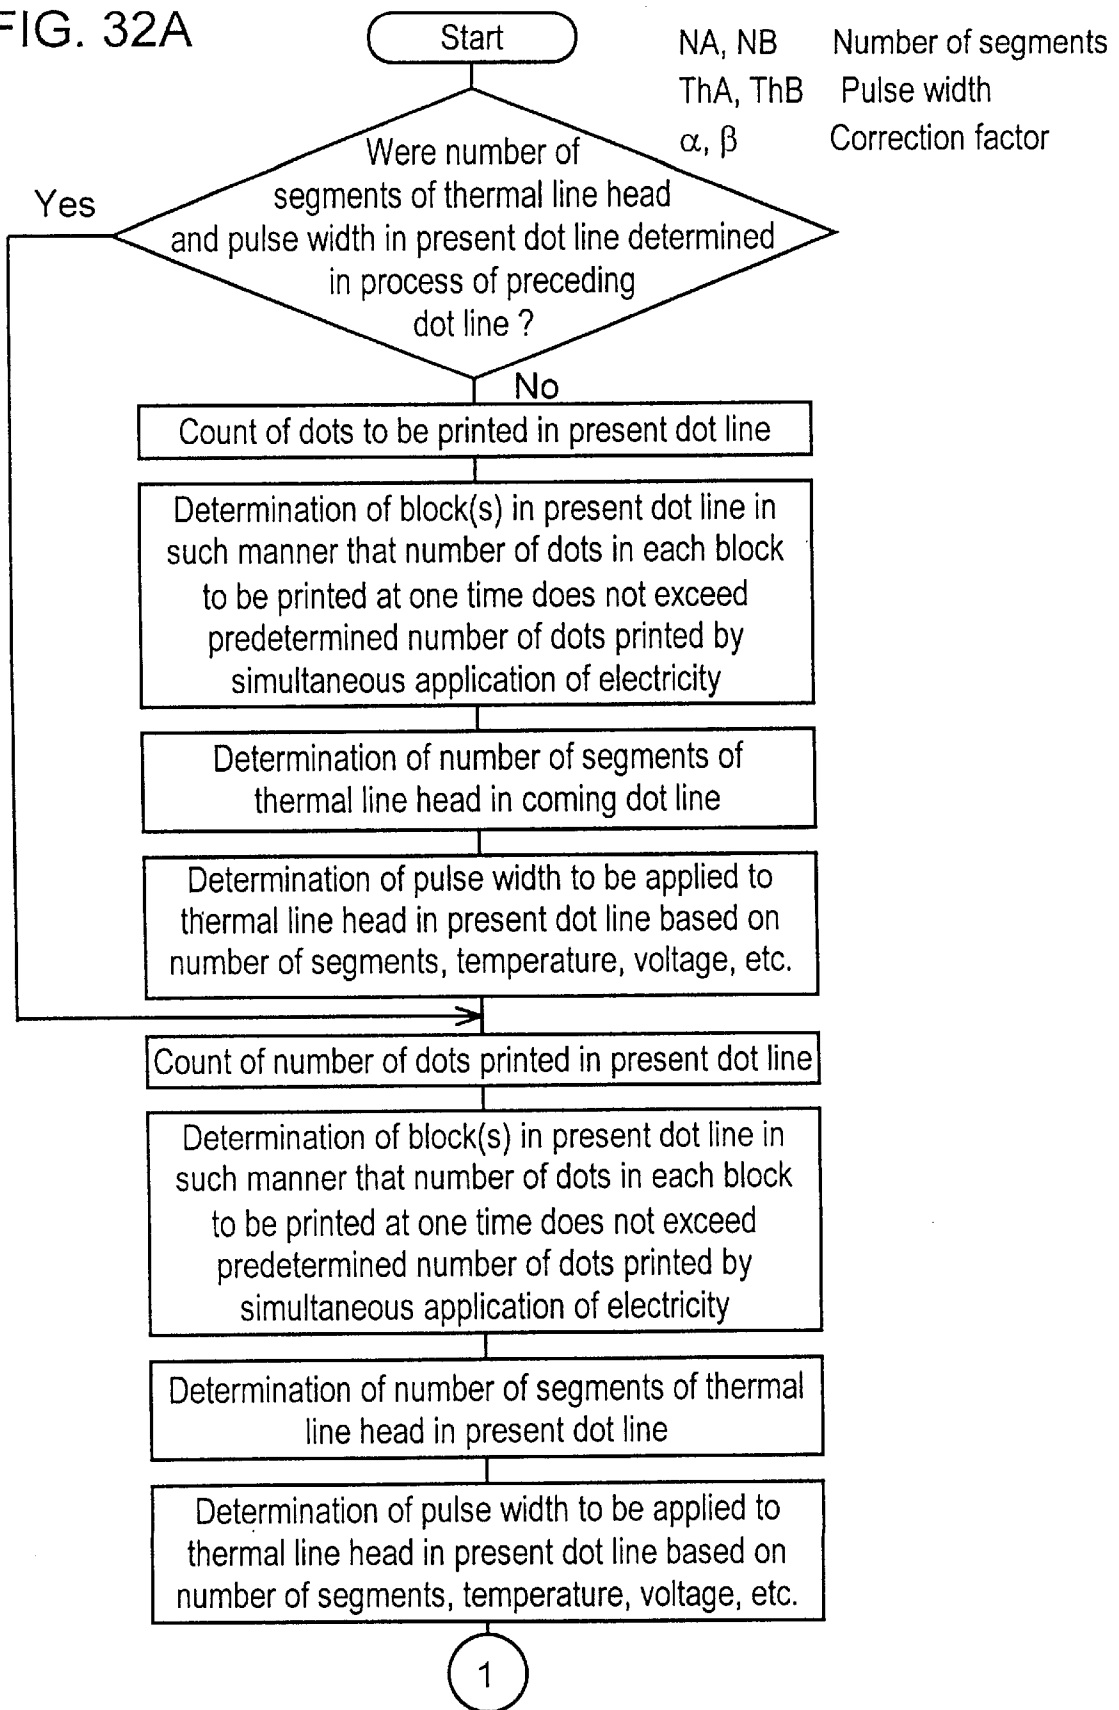 FIG. 32A
Start
NA, NB Number of segments
ThA, ThB Pulse width
α, β Correction factor
Were number of
segments of thermal line head
and pulse width in present dot line determined
in process of preceding
dot line ?
Yes
No
Count of dots to be printed in present dot line
Determination of block(s) in present dot line in
such manner that number of dots in each block
to be printed at one time does not exceed
predetermined number of dots printed by
simultaneous application of electricity
Determination of number of segments of
thermal line head in coming dot line
Determination of pulse width to be applied to
thermal line head in present dot line based on
number of segments, temperature, voltage, etc.
Count of number of dots printed in present dot line
Determination of block(s) in present dot line in
such manner that number of dots in each block
to be printed at one time does not exceed
predetermined number of dots printed by
simultaneous application of electricity
Determination of number of segments of thermal
line head in present dot line
Determination of pulse width to be applied to
thermal line head in present dot line based on
number of segments, temperature, voltage, etc.
1